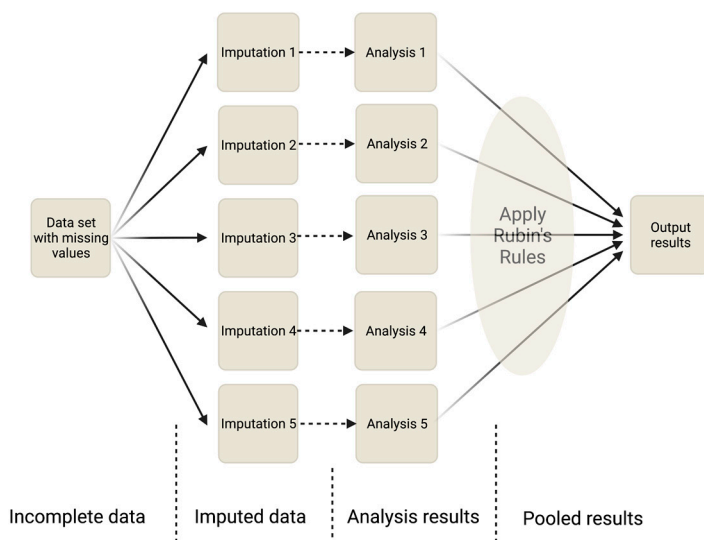 Imputation 1
Analysis 1
Imputation 2
Analysis 2
Data set
with missing
values
Imputation 3
Analysis 3
Apply
Rubin's
Rules
Output
results
Imputation 4
Analysis 4
Imputation 5
Analysis 5
Incomplete data
Imputed data
Analysis results
Pooled results